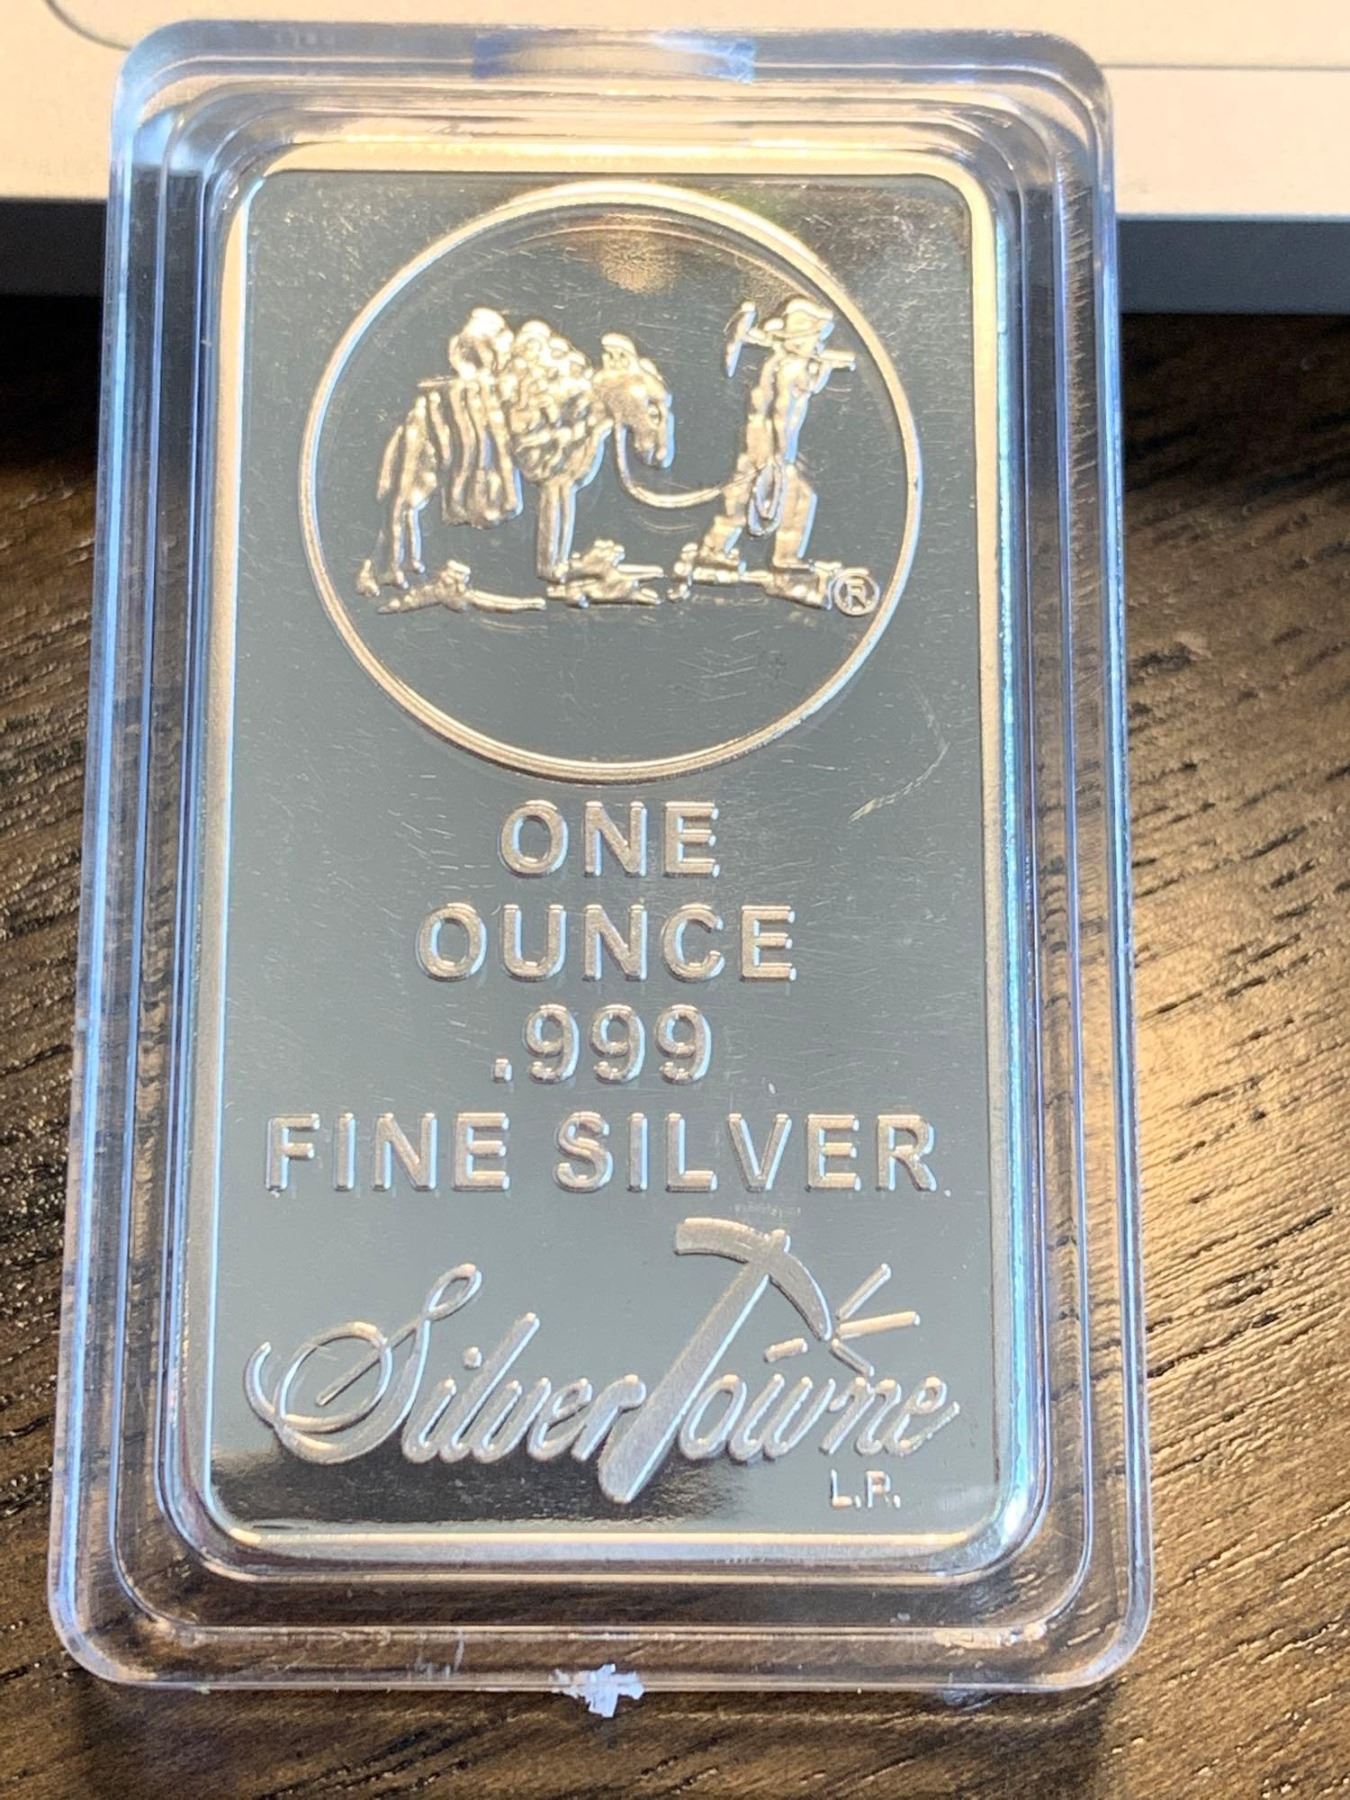 ®
ONE
OUNCE
.999
FINE SILVER
SilverTowne
L.P.